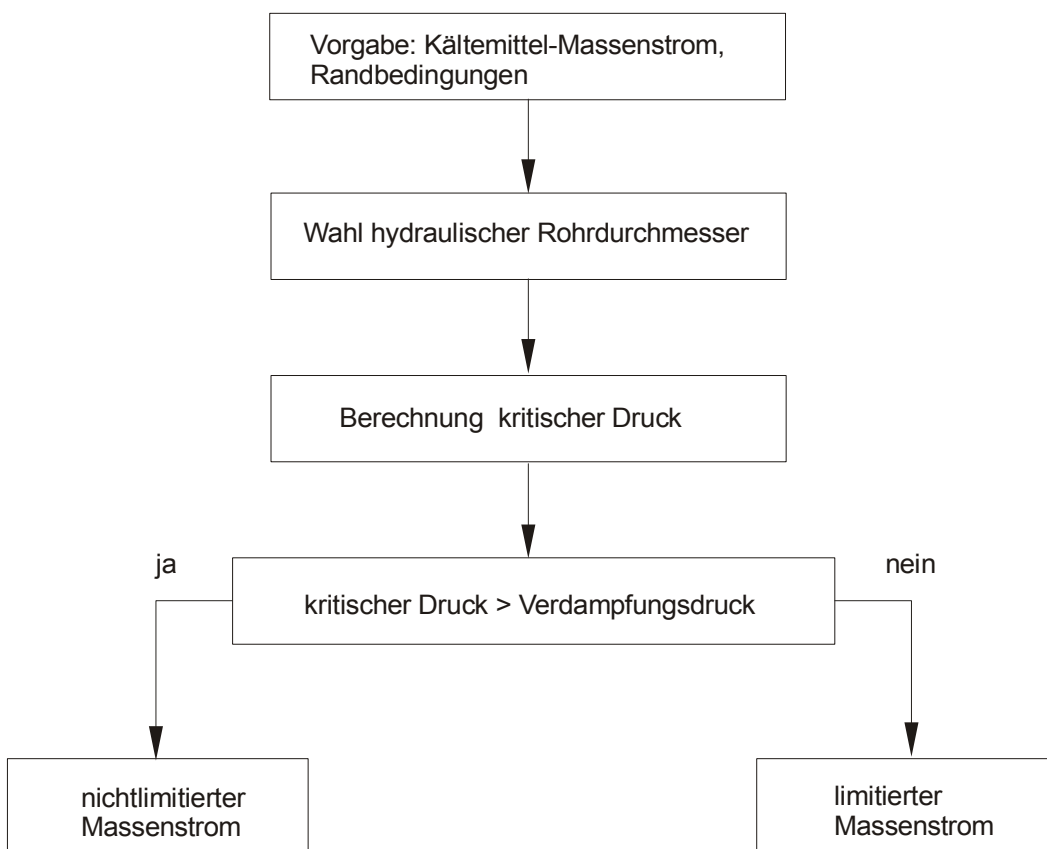 Vorgabe: Kältemittel-Massenstrom,
Randbedingungen
Wahl hydraulischer Rohrdurchmesser
Berechnung kritischer Druck
ja
nein
kritischer Druck > Verdampfungsdruck
nichtlimitierter
Massenstrom
limitierter
Massenstrom